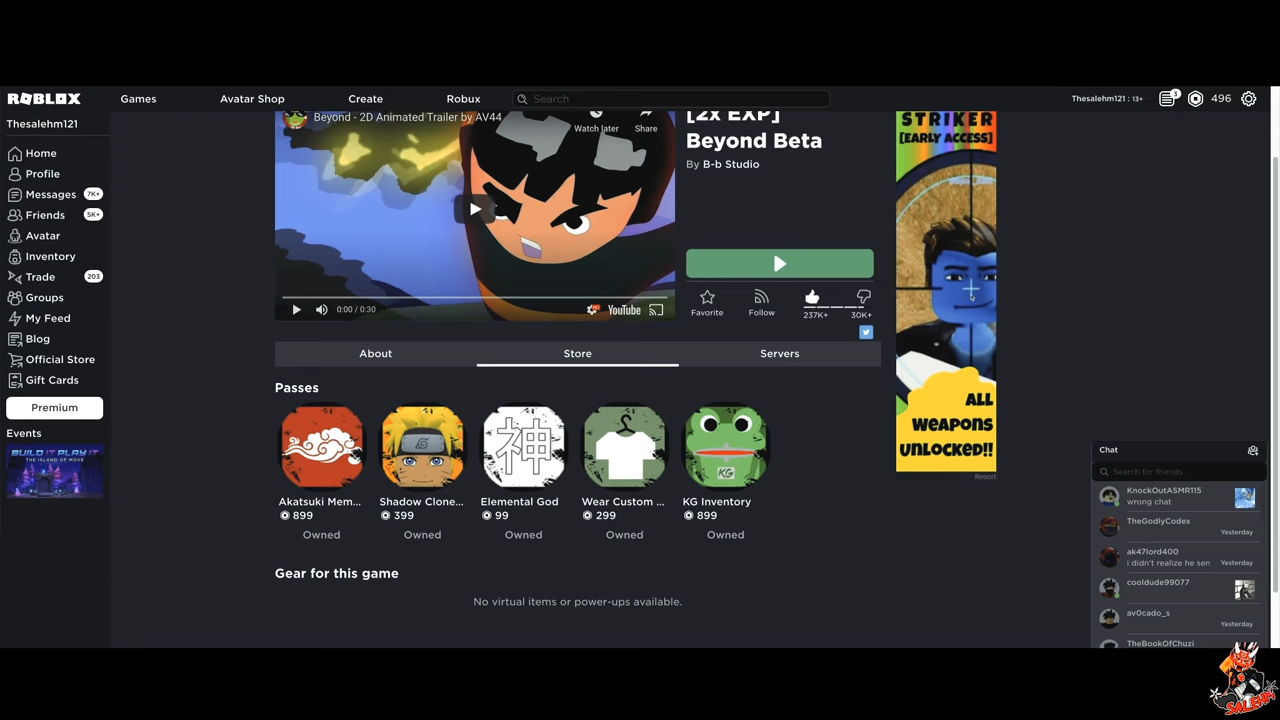 ROBLOX
Games
Avatar Shop
Create
Robux
Search
Thesalehm121 : 13+
3
496
Thesalehm121
Home
Profile
Messages 7K+
Friends 5K+
Avatar
Inventory
Trade 203
Groups
My Feed
Blog
Official Store
Gift Cards
Premium
Events
BUILD IT PLAY IT
THE ISLAND OF MOVE
Beyond - 2D Animated Trailer by AV44
Watch later
Share
0:00 / 0:30
YouTube
[2x EXP]
Beyond Beta
By B-b Studio
Favorite
Follow
237K+
30K+
About
Store
Servers
Passes
神
KG
Akatsuki Mem...
Shadow Clone...
Elemental God
Wear Custom ...
KG Inventory
899
399
99
299
899
Owned
Owned
Owned
Owned
Owned
Gear for this game
No virtual items or power-ups available.
STRIKER
[EARLY ACCESS]
ALL
WEAPONS
UNLOCKED!!
Report
Chat
Search for friends
KnockOutASMR115
wrong chat
TheGodlyCodex
Yesterday
ak47lord400
i didn't realize he sen
Yesterday
cooldude99077
av0cado_s
Yesterday
TheBookOfChuzi
SALEHM